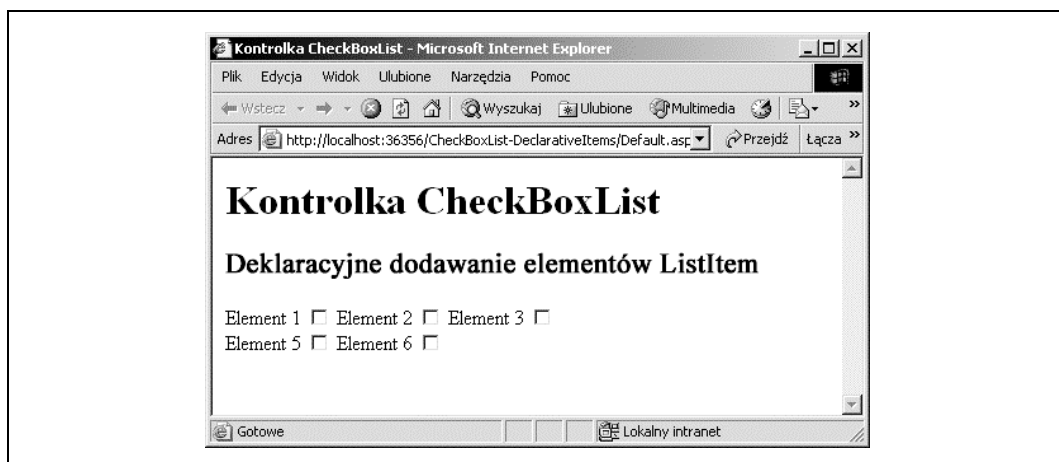 Kontrolka CheckBoxList - Microsoft Internet Explorer
Plik Edycja Widok Ulubione Narzędzia Pomoc
Wstecz Wyszukaj Ulubione Multimedia »
Adres http://localhost:36356/CheckBoxList-DeclarativeItems/Default.asp Przejdź Łącza »
Kontrolka CheckBoxList
Deklaracyjne dodawanie elementów ListItem
Element 1 Element 2 Element 3
Element 5 Element 6
Gotowe Lokalny intranet